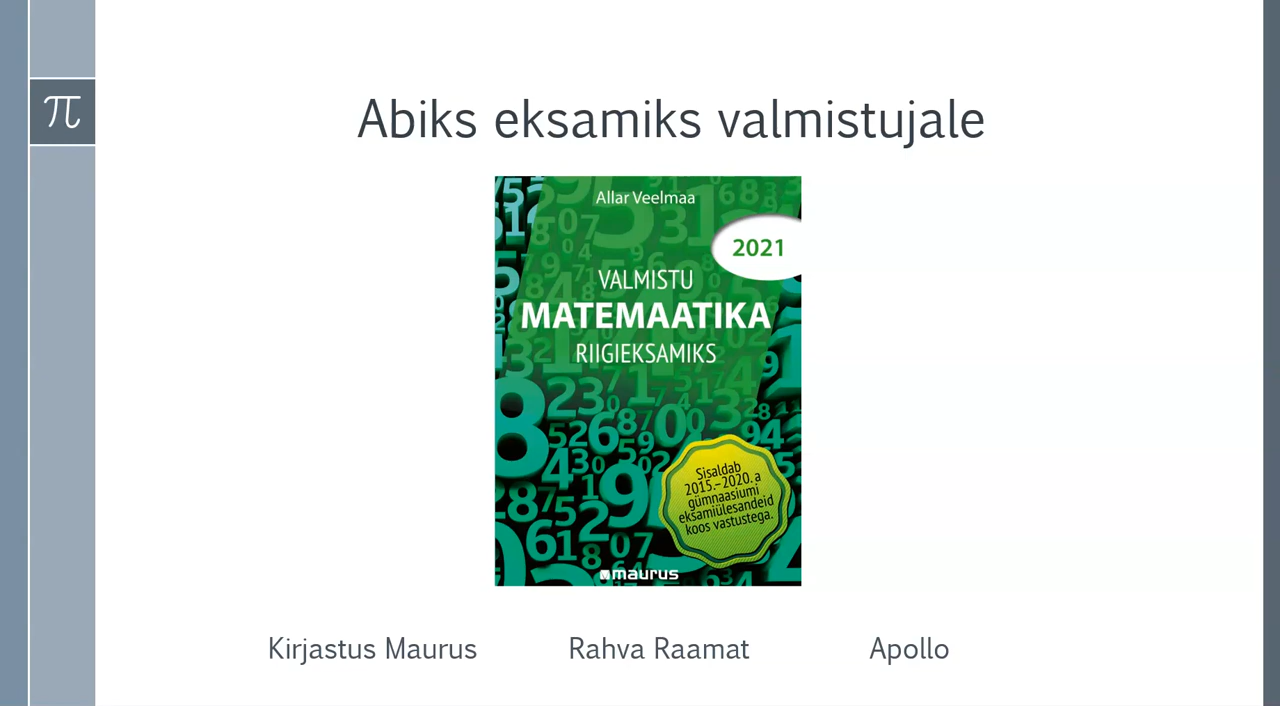 π
Abiks eksamiks valmistujale
Allar Veelmaa
2021
VALMISTU
MATEMAATIKA
RIIGIEKSAMIKS
Sisaldab
2015.–2020. a
gümnaasiumi
eksamiülesandeid
koos vastustega.
maurus
Kirjastus Maurus
Rahva Raamat
Apollo